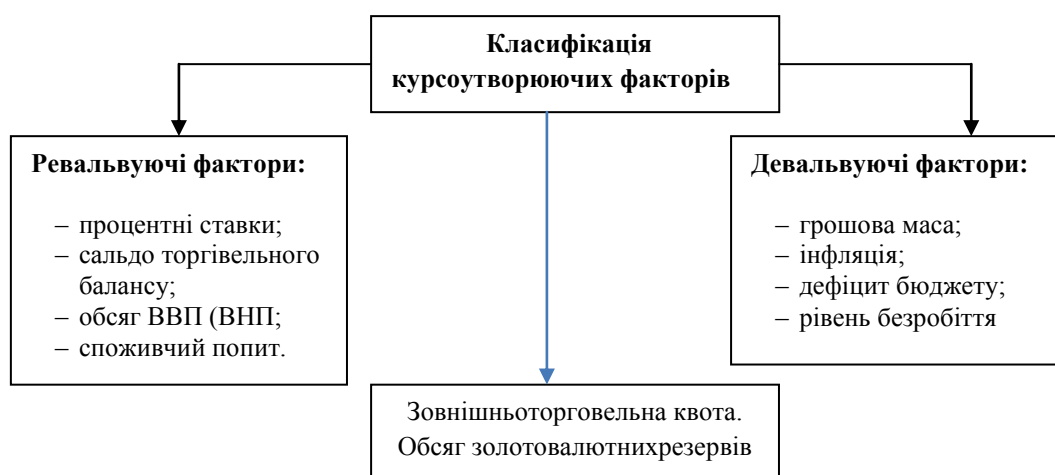 Класифікація
курсоутворюючих факторів
Ревальвуючі фактори:
– процентні ставки;
– сальдо торгівельного
балансу;
– обсяг ВВП (ВНП;
– споживчий попит.
Девальвуючі фактори:
– грошова маса;
– інфляція;
– дефіцит бюджету;
– рівень безробіття
Зовнішньоторговельна квота.
Обсяг золотовалютнихрезервів